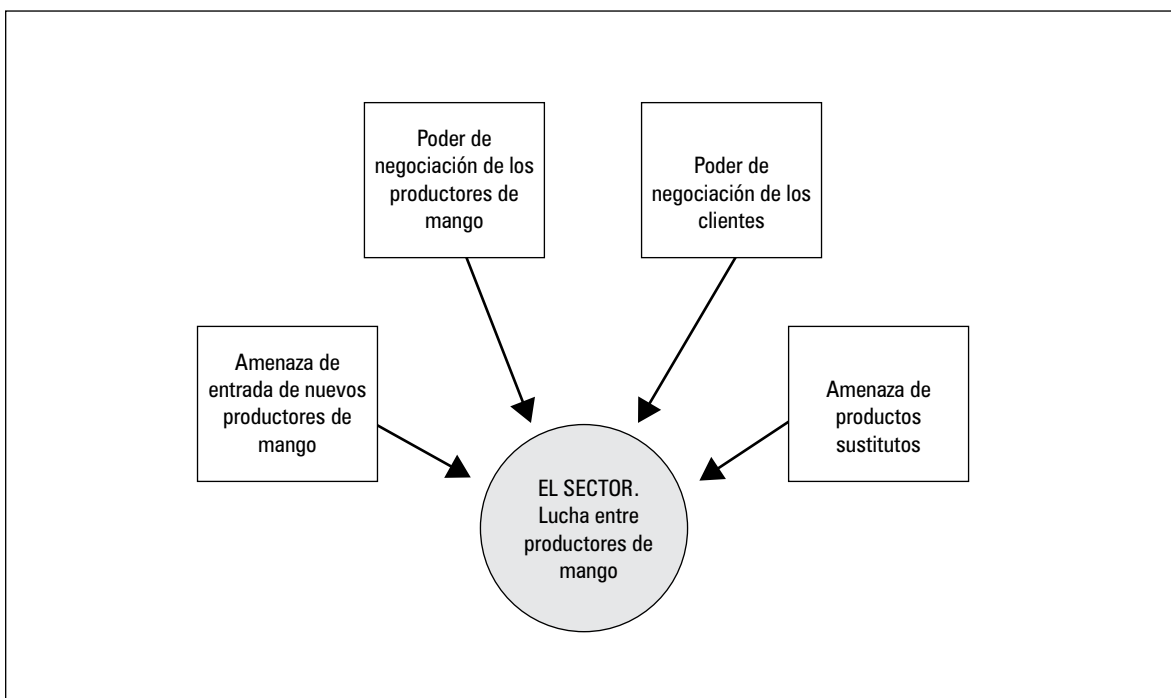 Poder de
negociación de los
productores de
mango
Poder de
negociación de los
clientes
Amenaza de
entrada de nuevos
productores de
mango
Amenaza de
productos
sustitutos
EL SECTOR.
Lucha entre
productores de
mango